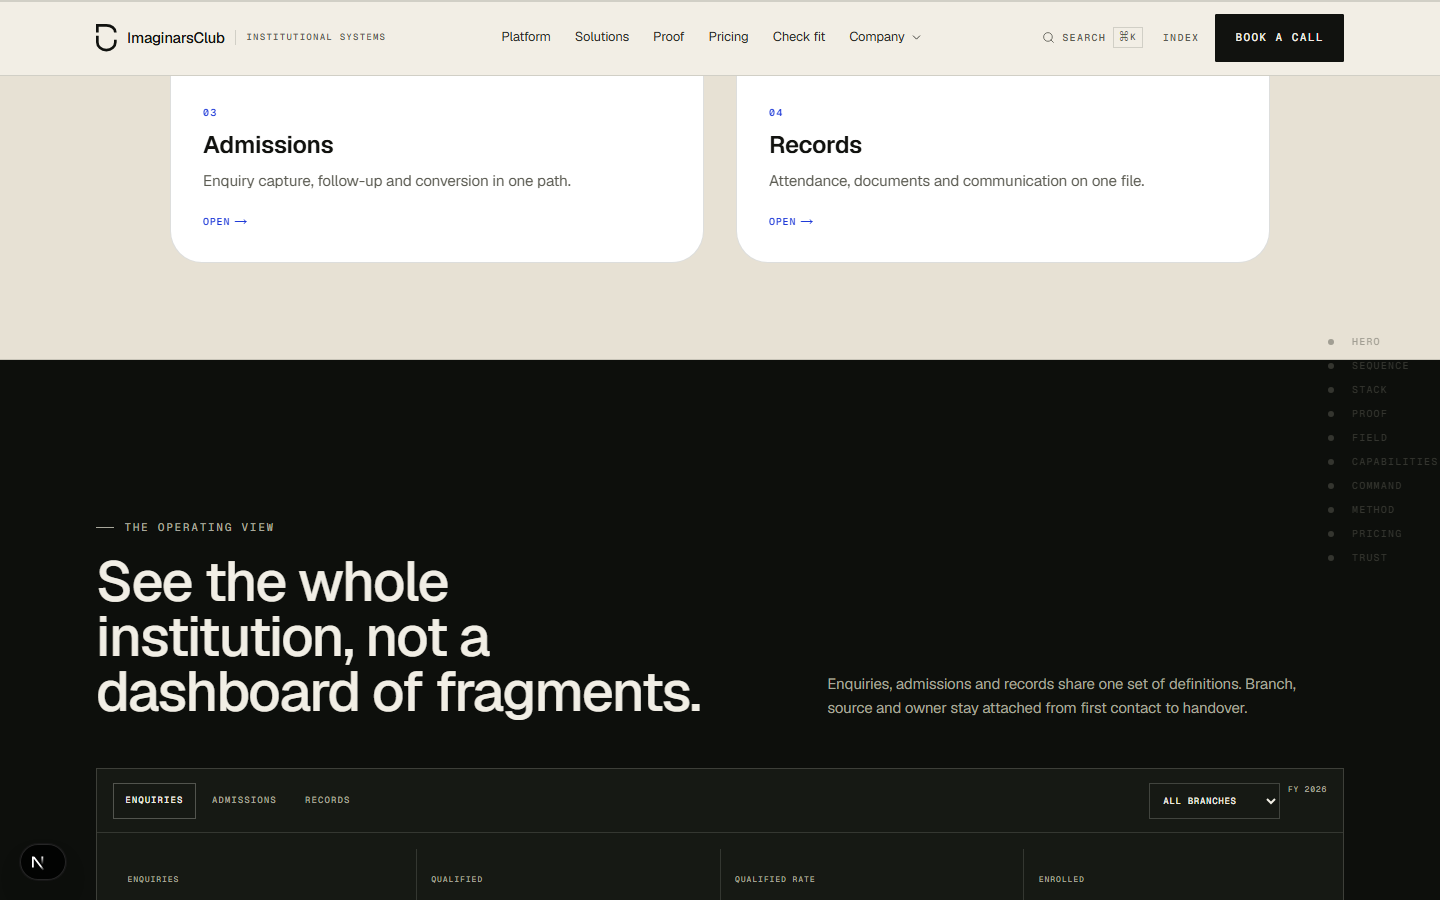 ImaginarsClub
INSTITUTIONAL SYSTEMS
Platform
Solutions
Proof
Pricing
Check fit
Company
SEARCH
⌘K
INDEX
BOOK A CALL
03
Admissions
Enquiry capture, follow-up and conversion in one path.
OPEN →
04
Records
Attendance, documents and communication on one file.
OPEN →
HERO
SEQUENCE
STACK
PROOF
FIELD
CAPABILITIES
COMMAND
METHOD
PRICING
TRUST
THE OPERATING VIEW
See the whole
institution, not a
dashboard of fragments.
Enquiries, admissions and records share one set of definitions. Branch,
source and owner stay attached from first contact to handover.
ENQUIRIES
ADMISSIONS
RECORDS
ALL BRANCHES
FY 2026
ENQUIRIES
QUALIFIED
QUALIFIED RATE
ENROLLED
N